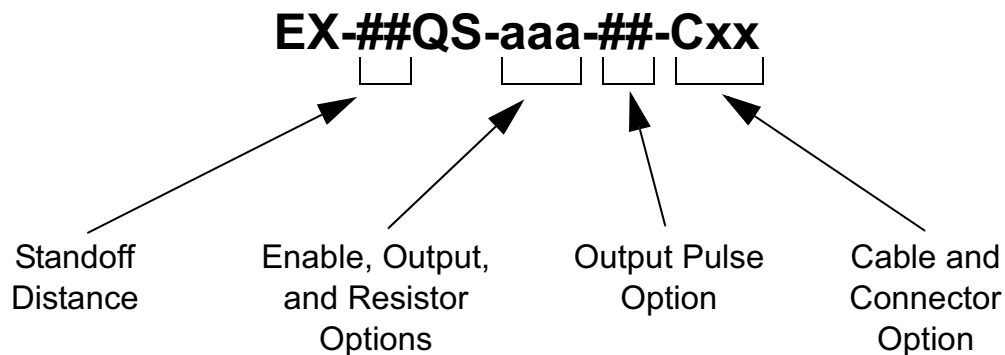 EX-##QS-aaa-##-Cxx
Standoff
Distance
Enable, Output,
and Resistor
Options
Output Pulse
Option
Cable and
Connector
Option